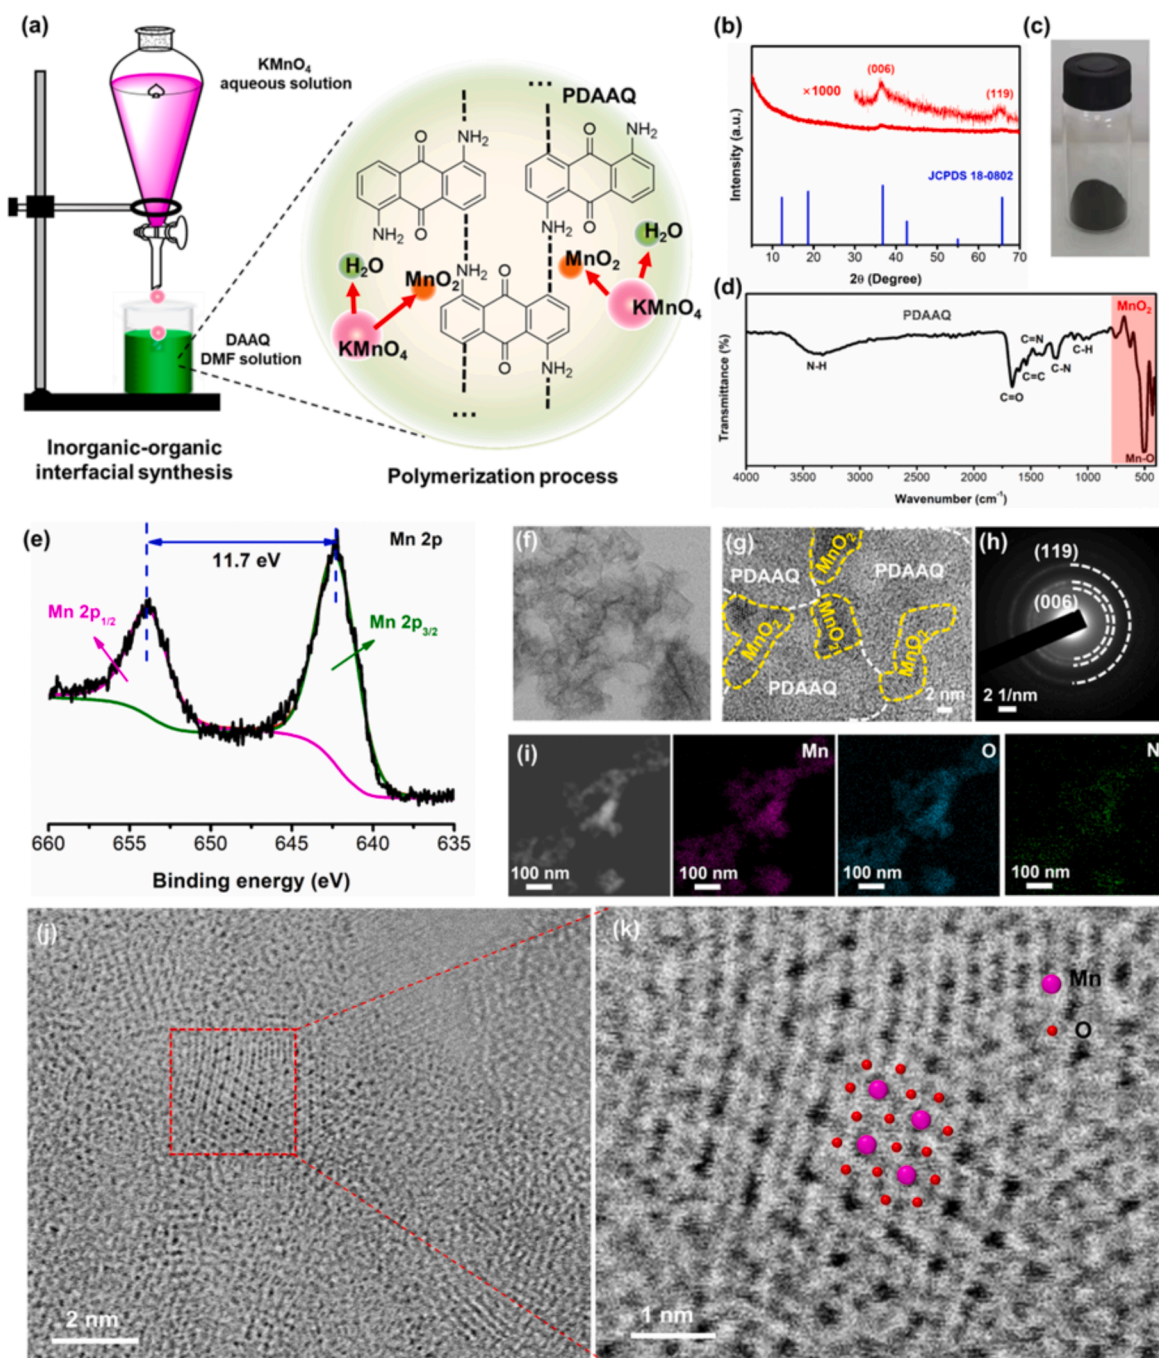 (a)
KMnO₄
aqueous solution
DAAQ
DMF solution
Inorganic-organic
interfacial synthesis
...
PDAAQ
NH₂
NH₂
O
O
NH₂
O
O
NH₂
H₂O
MnO₂
KMnO₄
MnO₂
H₂O
KMnO₄
NH₂
O
O
NH₂
...
Polymerization process
(b)
(006)
×1000
(119)
JCPDS 18-0802
Intensity (a.u.)
10 20 30 40 50 60 70
2θ (Degree)
(c)
(d)
MnO₂
PDAAQ
N-H
C=O
C=N
C=C
C-N
C-H
Mn-O
Transmittance (%)
4000 3500 3000 2500 2000 1500 1000 500
Wavenumber (cm⁻¹)
(e)
Mn 2p
11.7 eV
Mn 2p₁/₂
Mn 2p₃/₂
660 655 650 645 640 635
Binding energy (eV)
(f)
(g)
MnO₂
PDAAQ
PDAAQ
MnO₂
MnO₂
MnO₂
PDAAQ
2 nm
(h)
(119)
(006)
2 1/nm
(i)
100 nm
Mn
100 nm
O
100 nm
N
100 nm
(j)
2 nm
(k)
Mn
O
1 nm